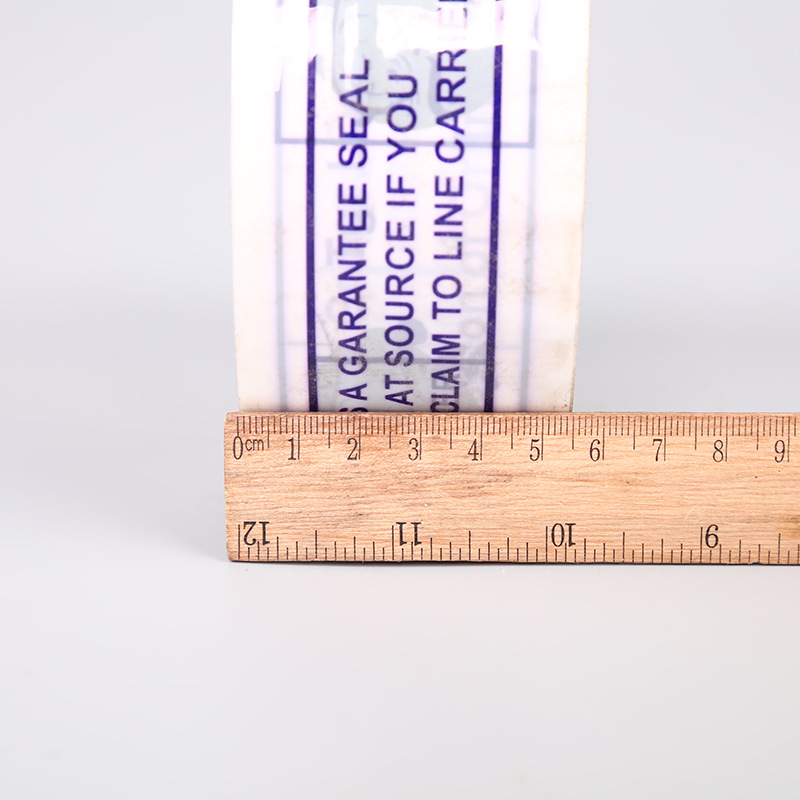 S A GARANTEE SEAL
AT SOURCE IF YOU
CLAIM TO LINE CARRIE
0cm 1 2 3 4 5 6 7 8 9
12 11 10 9